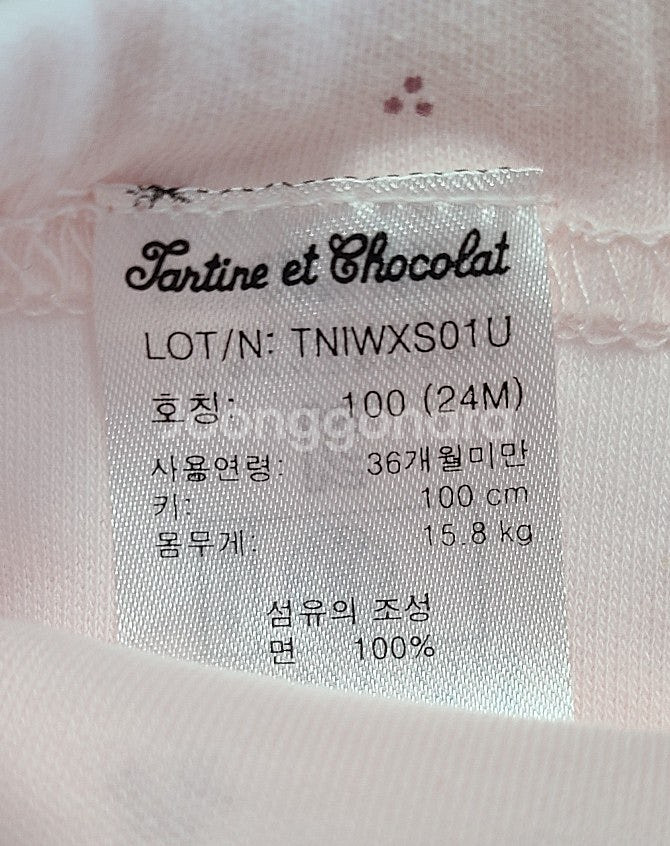 Tartine et Chocolat
LOT/N: TNIWXS01U
호칭: 100 (24M)
사용연령: 36개월미만
키: 100 cm
몸무게: 15.8 kg
섬유의 조성
면 100%